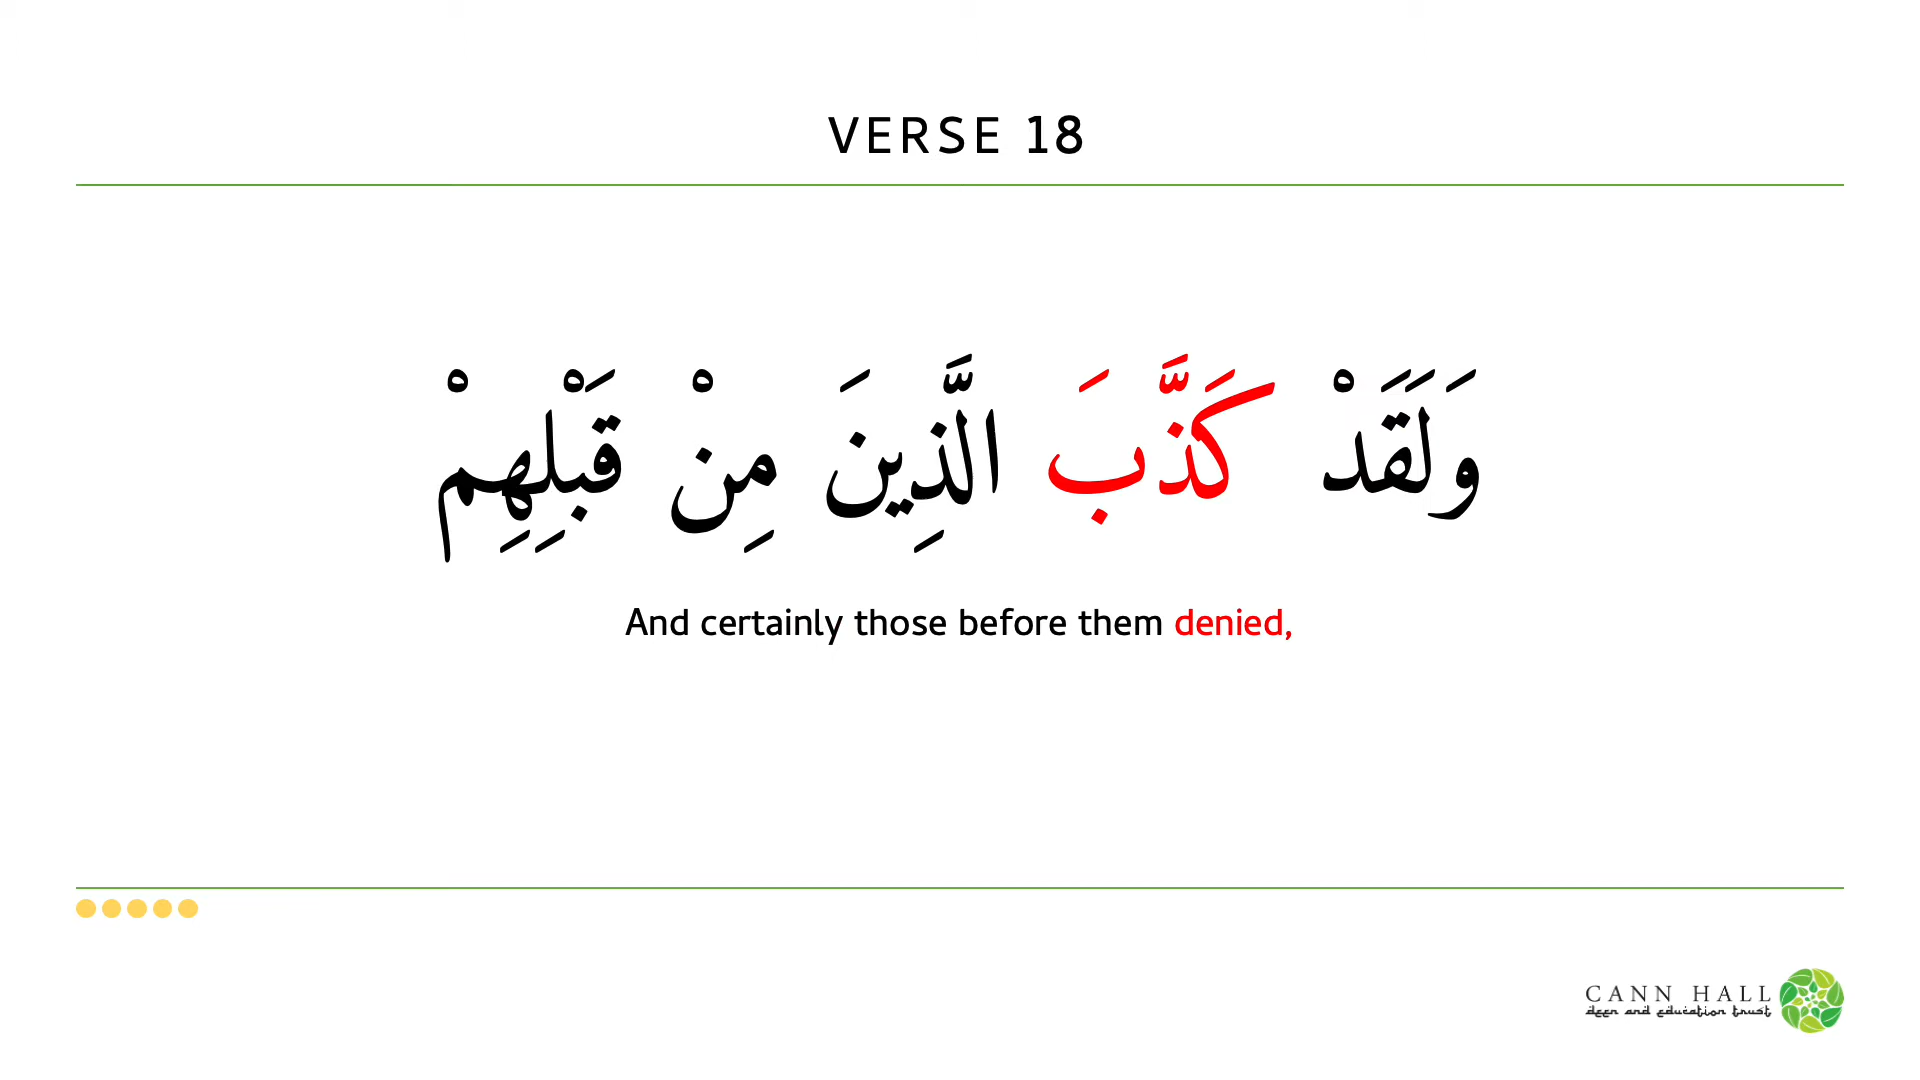 VERSE 18
وَلَقَدْ كَذَّبَ الَّذِينَ مِنْ قَبْلِهِمْ
And certainly those before them denied,
CANN HALL
deen and education trust